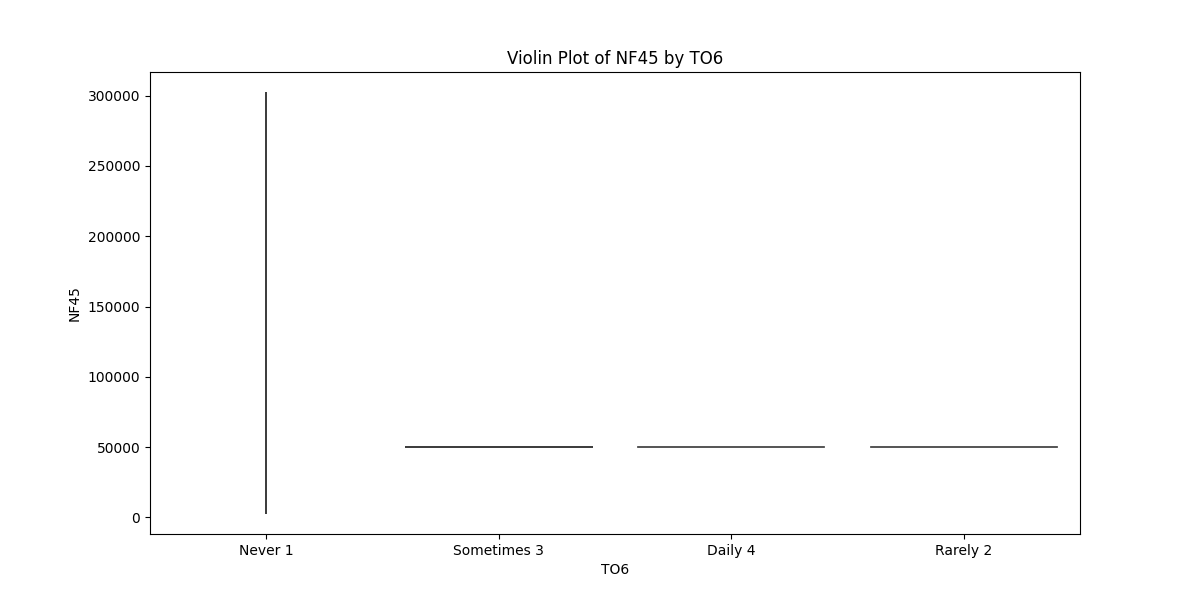 Violin Plot of NF45 by TO6
300000
250000
200000
150000
100000
50000
0
NF45
Never 1
Sometimes 3
Daily 4
Rarely 2
TO6